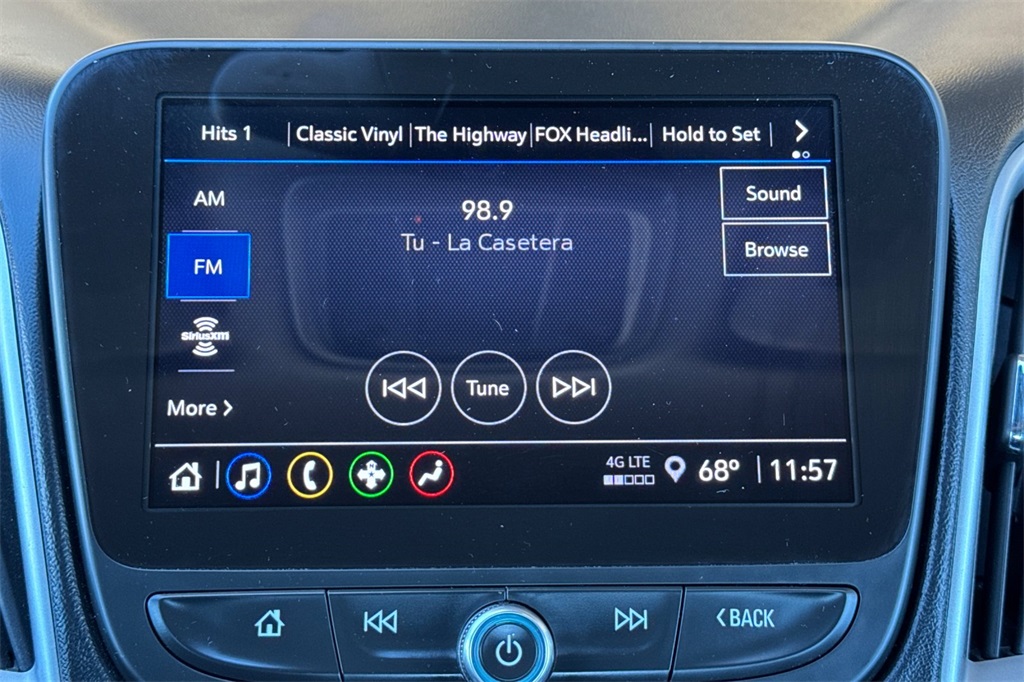 Hits 1 Classic Vinyl The Highway FOX Headli... Hold to Set
AM
98.9
Sound
Tu - La Casetera
Browse
FM
SiriusXM
Tune
More
4G LTE
68° 11:57
BACK